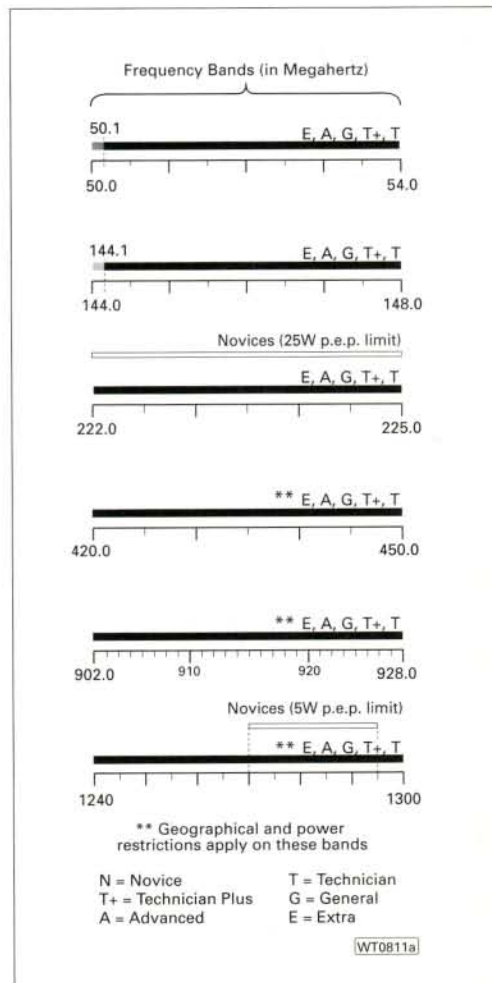 Frequency Bands (in Megahertz)
50.1 E, A, G, T+, T
50.0 54.0
144.1 E, A, G, T+, T
144.0 148.0
Novices (25W p.e.p. limit)
E, A, G, T+, T
222.0 225.0
** E, A, G, T+, T
420.0 450.0
** E, A, G, T+, T
902.0 910 920 928.0
Novices (5W p.e.p. limit)
** E, A, G, T+, T
1240 1300
** Geographical and power
restrictions apply on these bands
N = Novice T = Technician
T+ = Technician Plus G = General
A = Advanced E = Extra
WT0811a